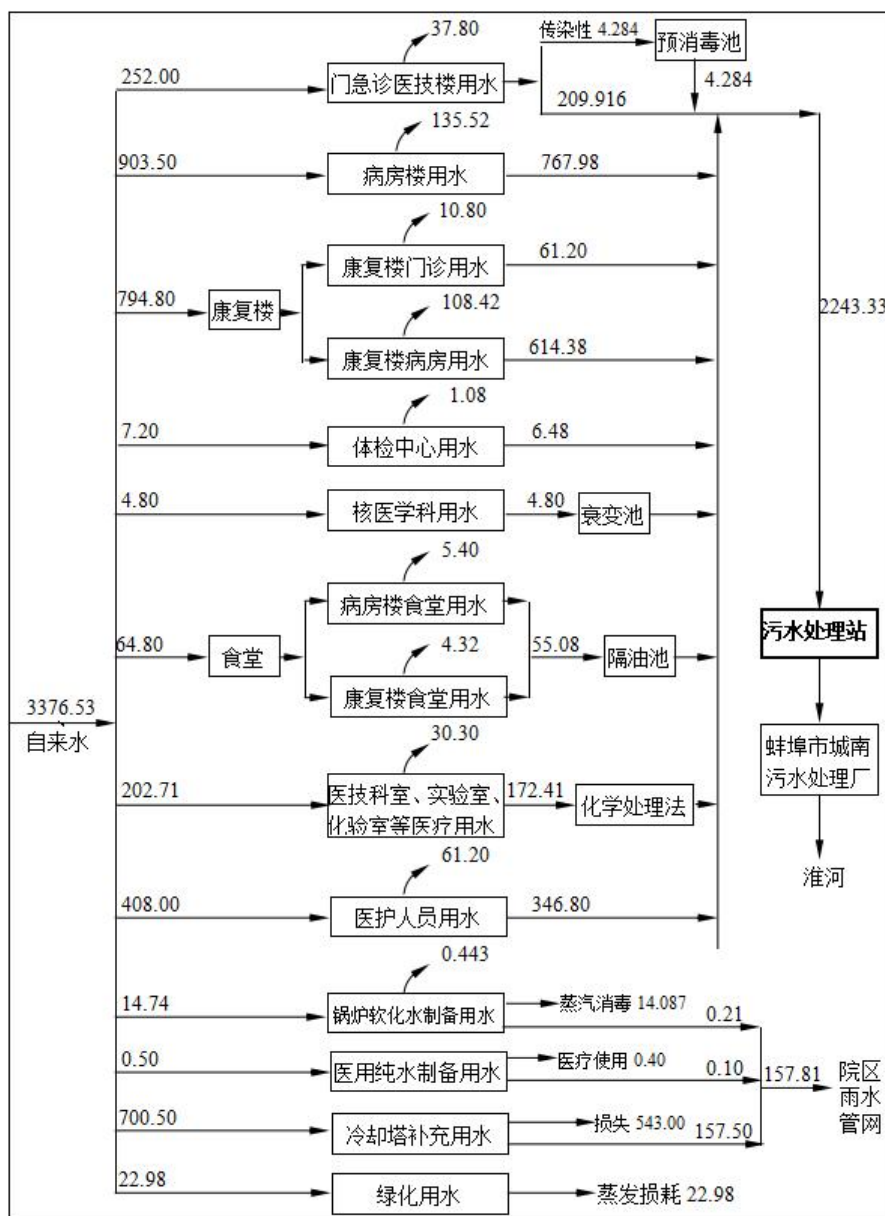 37.80
传染性 4.284
预消毒池
252.00
门急诊医技楼用水
4.284
209.916
135.52
903.50
病房楼用水
767.98
10.80
康复楼门诊用水
61.20
794.80
康复楼
108.42
2243.33
康复楼病房用水
614.38
1.08
7.20
体检中心用水
6.48
4.80
核医学科用水
4.80
衰变池
5.40
病房楼食堂用水
污水处理站
64.80
食堂
4.32
55.08
隔油池
康复楼食堂用水
3376.53
自来水
30.30
蚌埠市城南
污水处理厂
202.71
医技科室、实验室、
化验室等医疗用水
172.41
化学处理法
61.20
淮河
408.00
医护人员用水
346.80
0.443
14.74
锅炉软化水制备用水
蒸汽消毒 14.087
0.21
0.50
医用纯水制备用水
医疗使用 0.40
0.10
157.81
院区
雨水
管网
700.50
冷却塔补充用水
损失 543.00
157.50
22.98
绿化用水
蒸发损耗 22.98